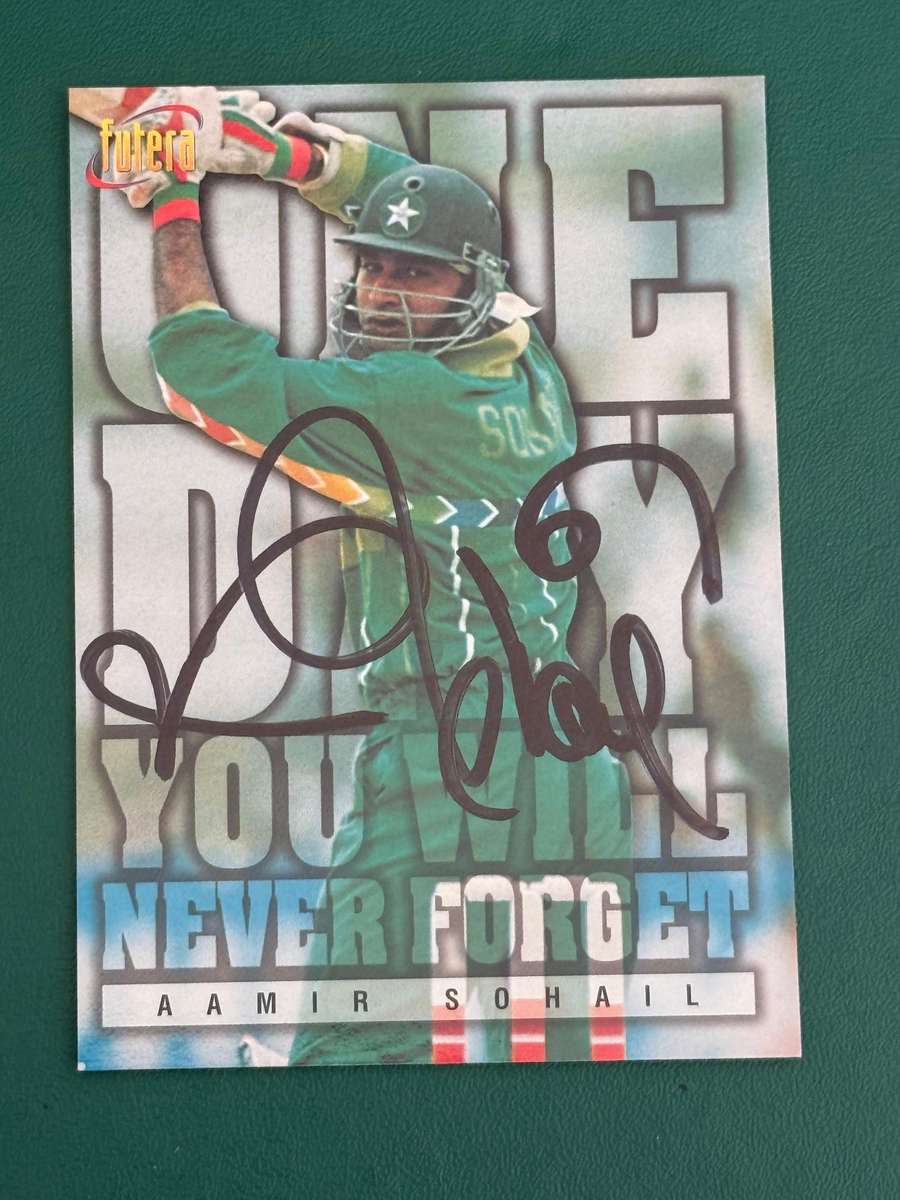 futera
ONE
DAY
YOU WILL
NEVER FORGET
AAMIR SOHAIL